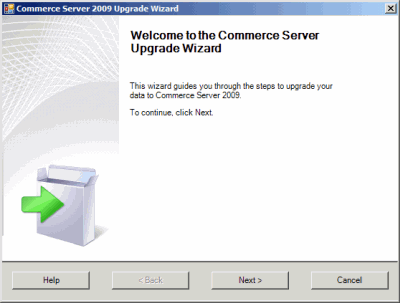 Commerce Server 2009 Upgrade Wizard
Welcome to the Commerce Server
Upgrade Wizard
This wizard guides you through the steps to upgrade your
data to Commerce Server 2009.
To continue, click Next.
Help
< Back
Next >
Cancel